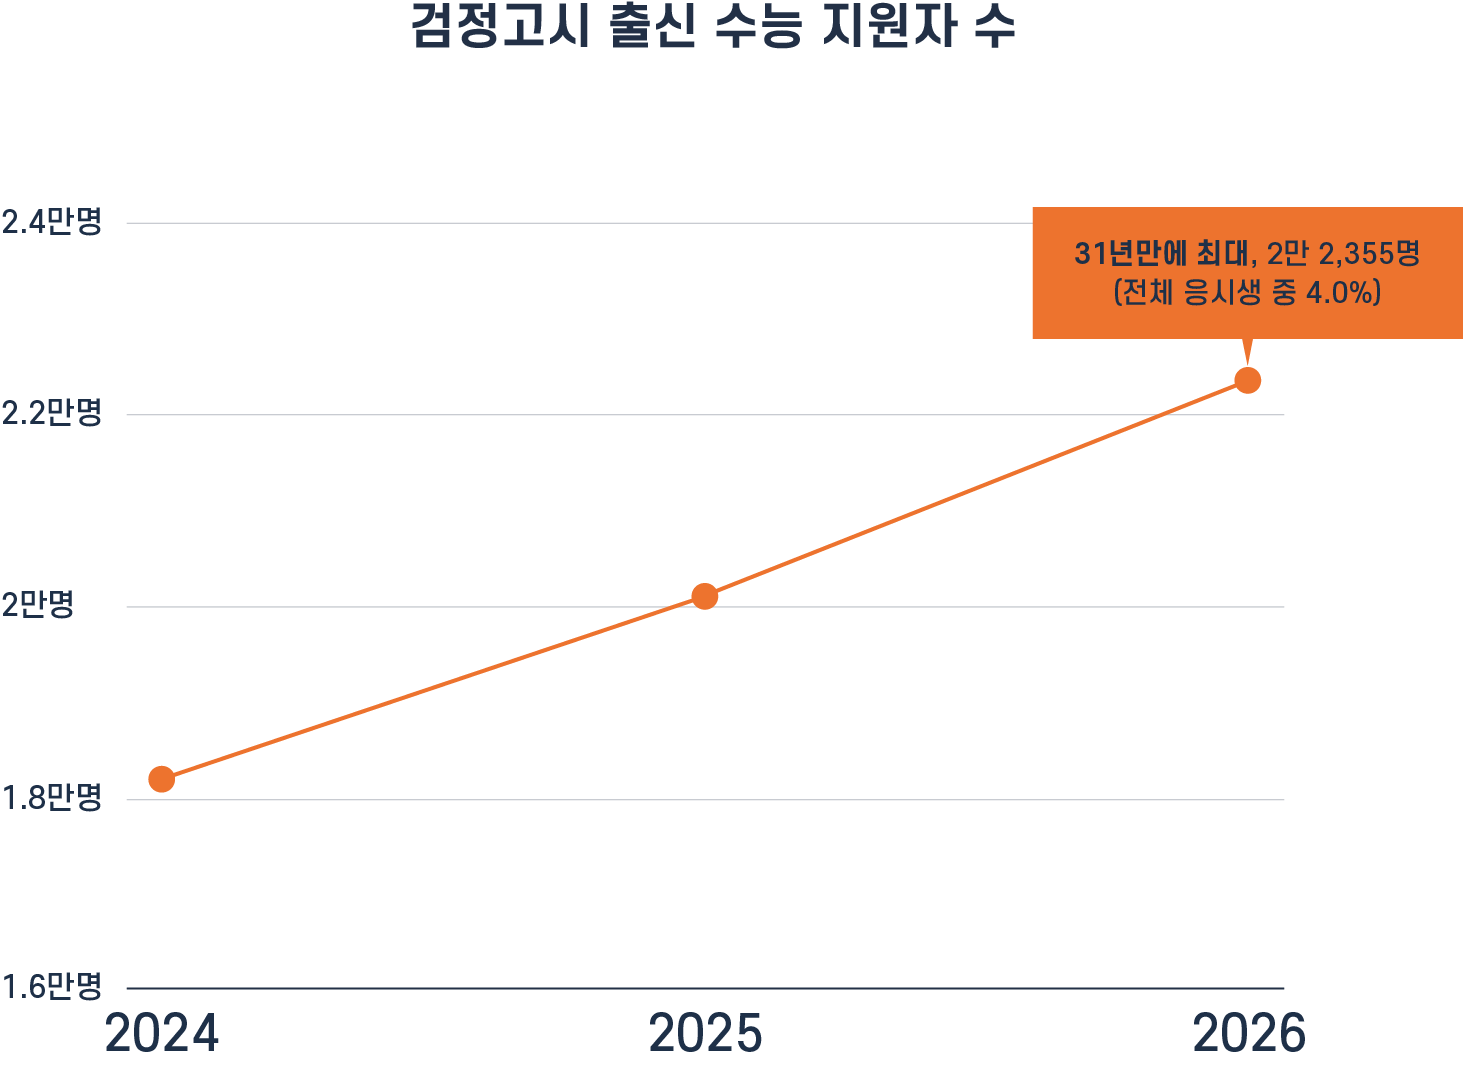 검정고시 출신 수능 지원자 수
2.4만명
31년만에 최대, 2만 2,355명
(전체 응시생 중 4.0%)
2.2만명
2만명
1.8만명
1.6만명
2024
2025
2026